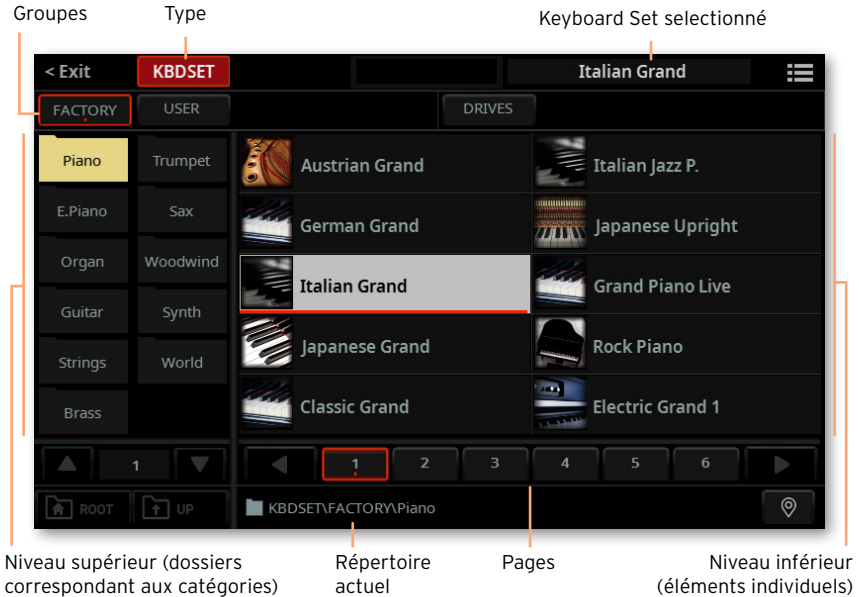 Groupes
Type
Keyboard Set selectionné
< Exit
KBDSET
Italian Grand
FACTORY
USER
DRIVES
Piano
Trumpet
E.Piano
Sax
Organ
Woodwind
Guitar
Synth
Strings
World
Brass
Austrian Grand
Italian Jazz P.
German Grand
Japanese Upright
Italian Grand
Grand Piano Live
Japanese Grand
Rock Piano
Classic Grand
Electric Grand 1
1
1
2
3
4
5
6
ROOT
UP
KBDSET\FACTORY\Piano
Niveau supérieur (dossiers
correspondant aux catégories)
Répertoire
actuel
Pages
Niveau inférieur
(éléments individuels)